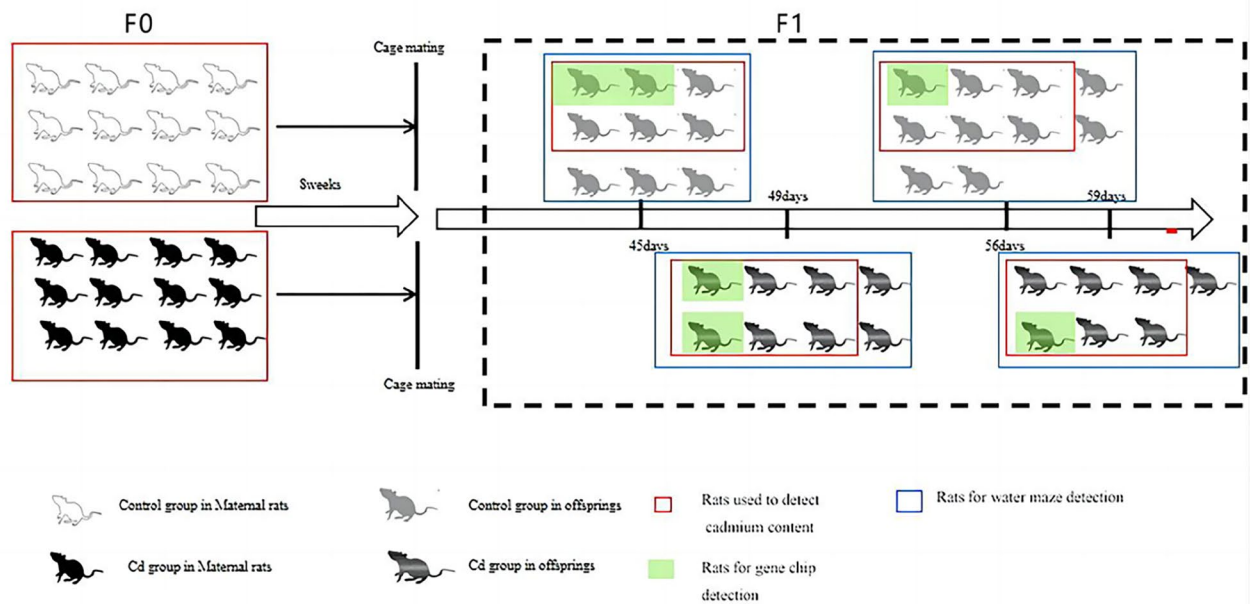 F0
F1
Cage mating
8weeks
49days
59days
45days
56days
Cage mating
Control group in Maternal rats
Control group in offsprings
Rats used to detect
cadmium content
Rats for water maze detection
Cd group in Maternal rats
Cd group in offsprings
Rats for gene chip
detection